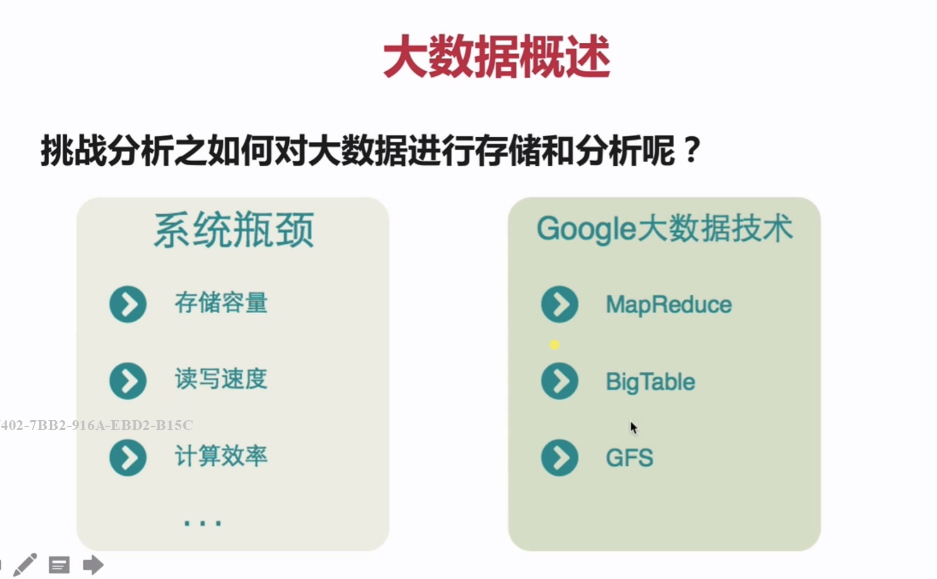 大数据概述
挑战分析之如何对大数据进行存储和分析呢？
系统瓶颈
存储容量
读写速度
计算效率
...
Google大数据技术
MapReduce
BigTable
GFS
402-7BB2-916A-EBD2-B15C